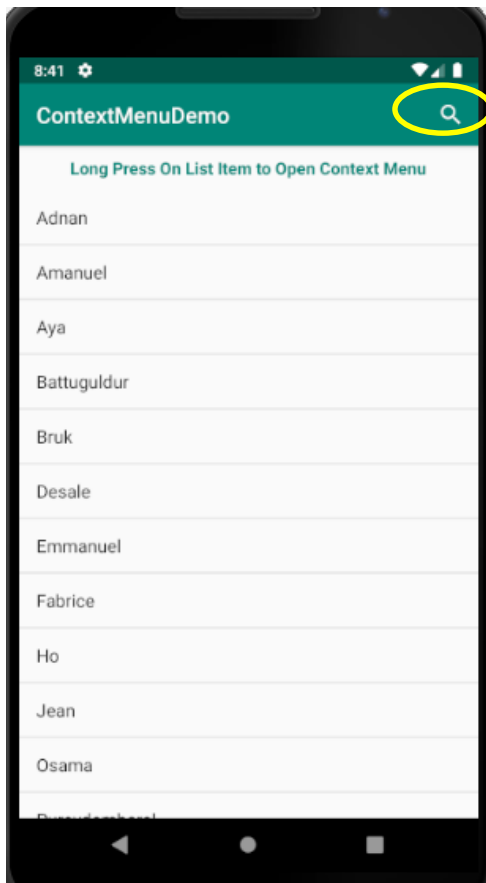 8:41
ContextMenuDemo
Long Press On List Item to Open Context Menu
Adnan
Amanuel
Aya
Battuguldur
Bruk
Desale
Emmanuel
Fabrice
Ho
Jean
Osama